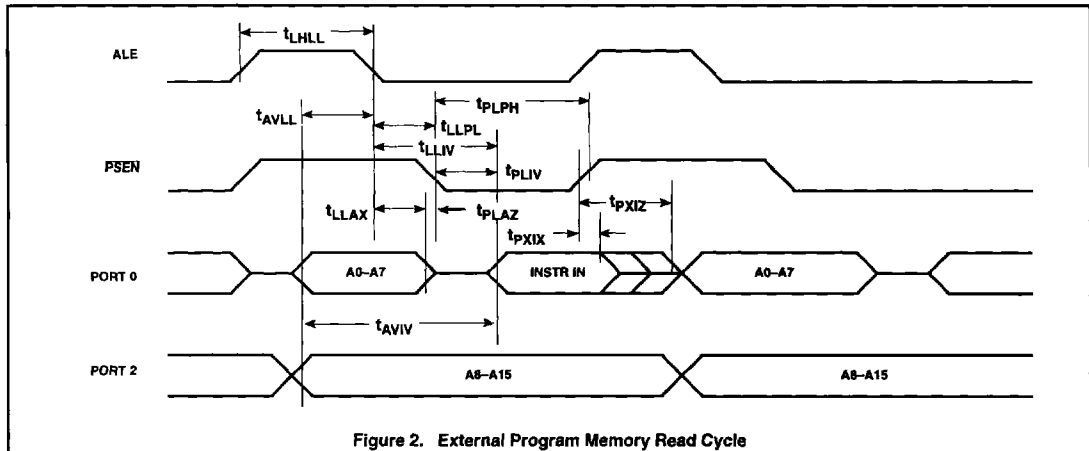 ALE
tLHLL
tAVLL
tPLPH
tLLPL
tLLIV
PSEN
tPLIV
tLLAX
tPLAZ
tPXIZ
tPXIX
PORT 0
A0–A7
INSTR IN
A0–A7
tAVIV
PORT 2
A8–A15
A8–A15
Figure 2. External Program Memory Read Cycle